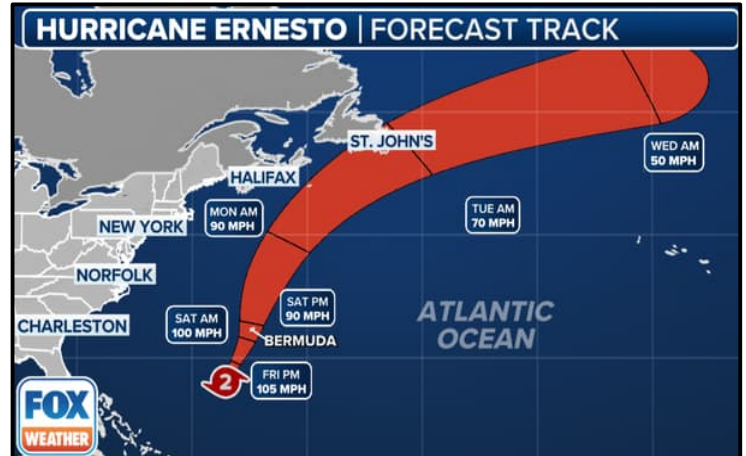 HURRICANE ERNESTO | FORECAST TRACK
ST. JOHN'S
WED AM
50 MPH
HALIFAX
MON AM
90 MPH
TUE AM
70 MPH
NEW YORK
NORFOLK
SAT PM
90 MPH
SAT AM
100 MPH
CHARLESTON
BERMUDA
ATLANTIC
OCEAN
2
FRI PM
105 MPH
FOX
WEATHER